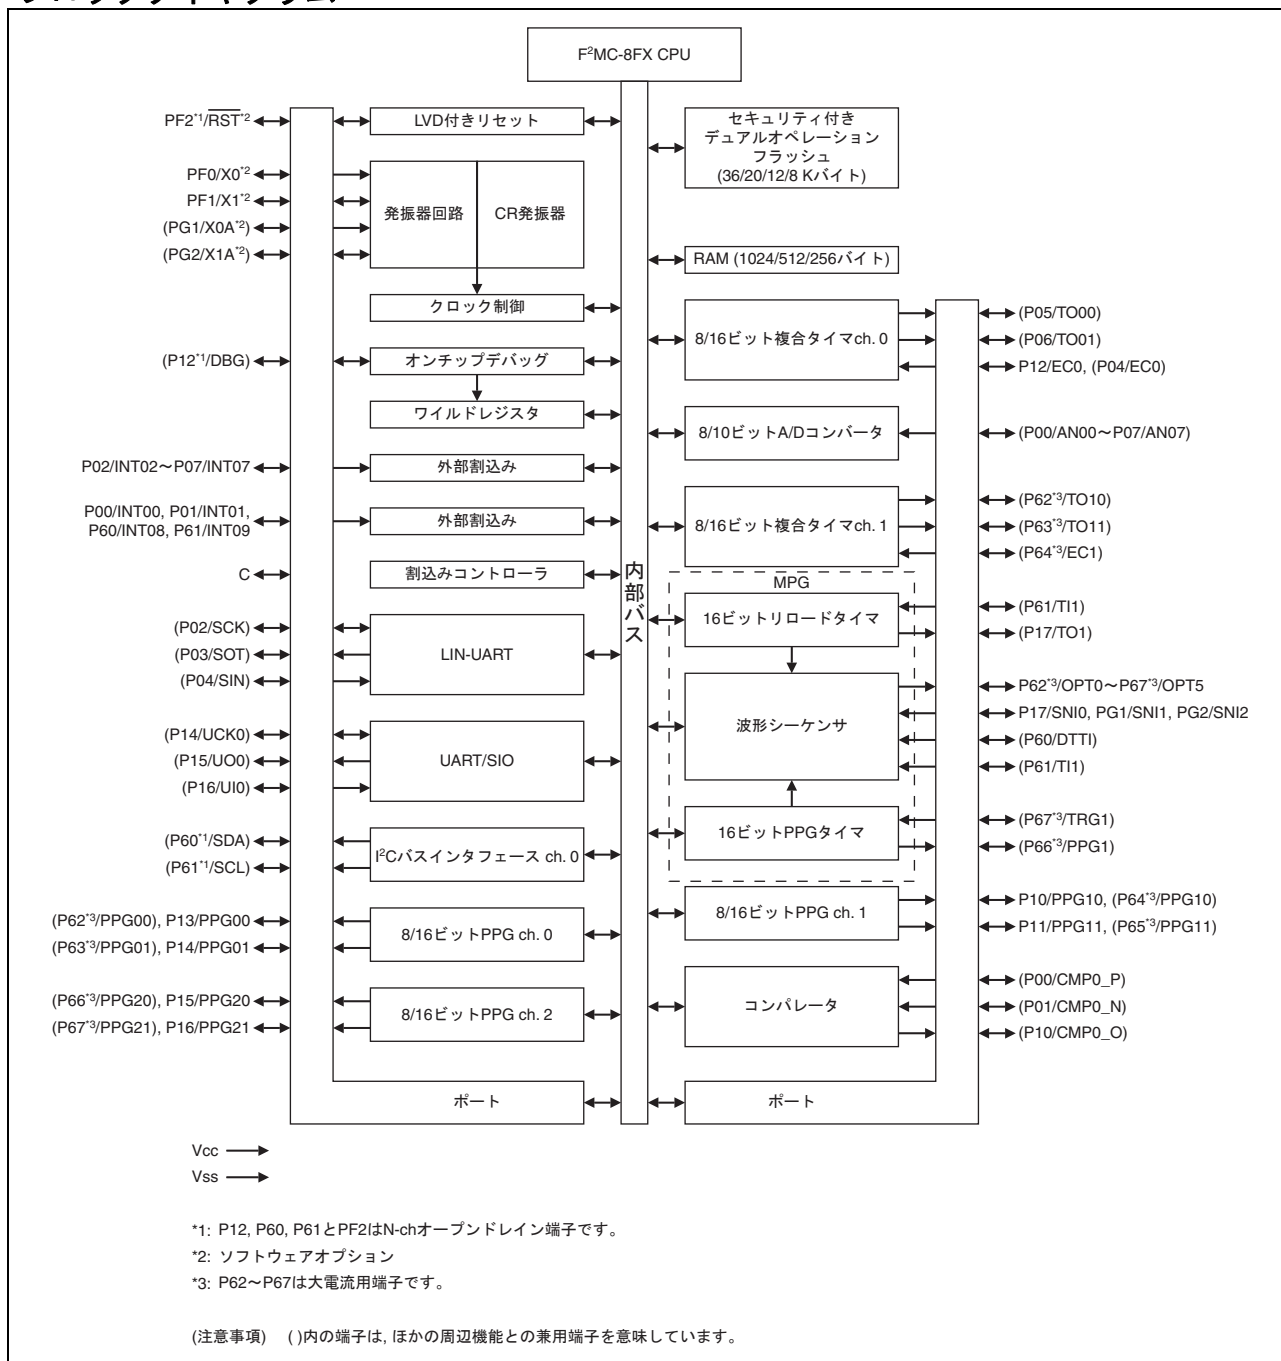 F²MC-8FX CPU
PF2*1/RST*2
LVD付きリセット
PF0/X0*2
PF1/X1*2
(PG1/X0A*2)
(PG2/X1A*2)
発振器回路
CR発振器
クロック制御
(P12*1/DBG)
オンチップデバッグ
ワイルドレジスタ
P02/INT02～P07/INT07
外部割込み
P00/INT00, P01/INT01,
P60/INT08, P61/INT09
外部割込み
C
割込みコントローラ
(P02/SCK)
(P03/SOT)
(P04/SIN)
LIN-UART
(P14/UCK0)
(P15/UO0)
(P16/UI0)
UART/SIO
(P60*1/SDA)
(P61*1/SCL)
I²Cバスインタフェース ch. 0
(P62*3/PPG00), P13/PPG00
(P63*3/PPG01), P14/PPG01
8/16ビットPPG ch. 0
(P66*3/PPG20), P15/PPG20
(P67*3/PPG21), P16/PPG21
8/16ビットPPG ch. 2
ポート
内部バス
セキュリティ付き
デュアルオペレーション
フラッシュ
(36/20/12/8 Kバイト)
RAM (1024/512/256バイト)
8/16ビット複合タイマch. 0
(P05/TO00)
(P06/TO01)
P12/EC0, (P04/EC0)
8/10ビットA/Dコンバータ
(P00/AN00～P07/AN07)
8/16ビット複合タイマch. 1
(P62*3/TO10)
(P63*3/TO11)
(P64*3/EC1)
MPG
16ビットリロードタイマ
(P61/TI1)
(P17/TO1)
波形シーケンサ
P62*3/OPT0～P67*3/OPT5
P17/SNI0, PG1/SNI1, PG2/SNI2
(P60/DTTI)
(P61/TI1)
16ビットPPGタイマ
(P67*3/TRG1)
(P66*3/PPG1)
8/16ビットPPG ch. 1
P10/PPG10, (P64*3/PPG10)
P11/PPG11, (P65*3/PPG11)
コンパレータ
(P00/CMP0_P)
(P01/CMP0_N)
(P10/CMP0_O)
ポート
Vcc
Vss
*1: P12, P60, P61とPF2はN-chオープンドレイン端子です。
*2: ソフトウェアオプション
*3: P62～P67は大電流用端子です。
(注意事項) ( )内の端子は, ほかの周辺機能との兼用端子を意味しています。